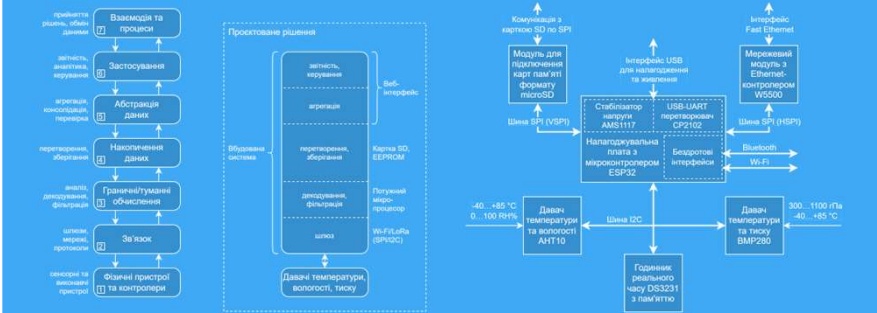 прийняття
рішень, обмін
даними
Взаємодія та
процеси
7
звітність,
аналітика,
керування
Застосування
6
агрегація,
консолідація,
перевірка
Абстракція
даних
5
перетворення,
зберігання
Накопичення
даних
4
аналіз,
декодування,
фільтрація
Граничні/туманні
обчислення
3
шлюзи,
мережі,
протоколи
Зв'язок
2
сенсорні та
виконавчі
пристрої
Фізичні пристрої
та контролери
1
Проєктоване рішення
Вбудована
система
звітність,
керування
агрегація
Веб-
інтерфейс
перетворення,
зберігання
Картка SD,
EEPROM
декодування,
фільтрація
Потужний
мікро-
процесор
шлюз
Wi-Fi/LoRa
(SPI/I2C)
Давачі температури,
вологості, тиску
Комунікація з
карткою SD по SPI
Модуль для
підключення
карт пам'яті
формату
microSD
Шина SPI (VSPI)
Інтерфейс USB
для налагодження
та живлення
Інтерфейс
Fast Ethernet
Мережевий
модуль з
Ethernet-
контролером
W5500
Шина SPI (HSPI)
Стабілізатор
напруги
AMS1117
USB-UART
перетворювач
CP2102
Налагоджувальна
плата з
мікроконтролером
ESP32
Бездротові
інтерфейси
Bluetooth
Wi-Fi
-40...+85 °C
0...100 RH%
Давач
температури
та вологості
AHT10
Шина I2C
Давач
температури
та тиску
BMP280
300...1100 гПа
-40...+85 °C
Годинник
реального
часу DS3231
з пам'яттю